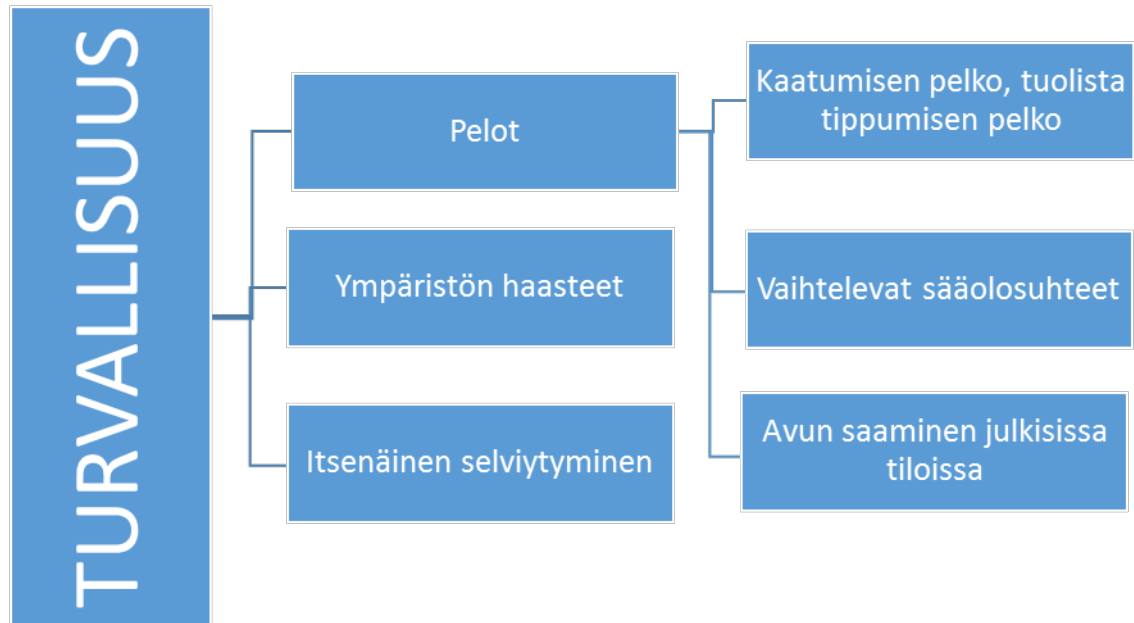 TURVALLISUUS
Pelot
Ympäristön haasteet
Itsenäinen selviytyminen
Kaatumisen pelko, tuolista
tippumisen pelko
Vaihtelevat sääolosuhteet
Avun saaminen julkisissa
tiloissa